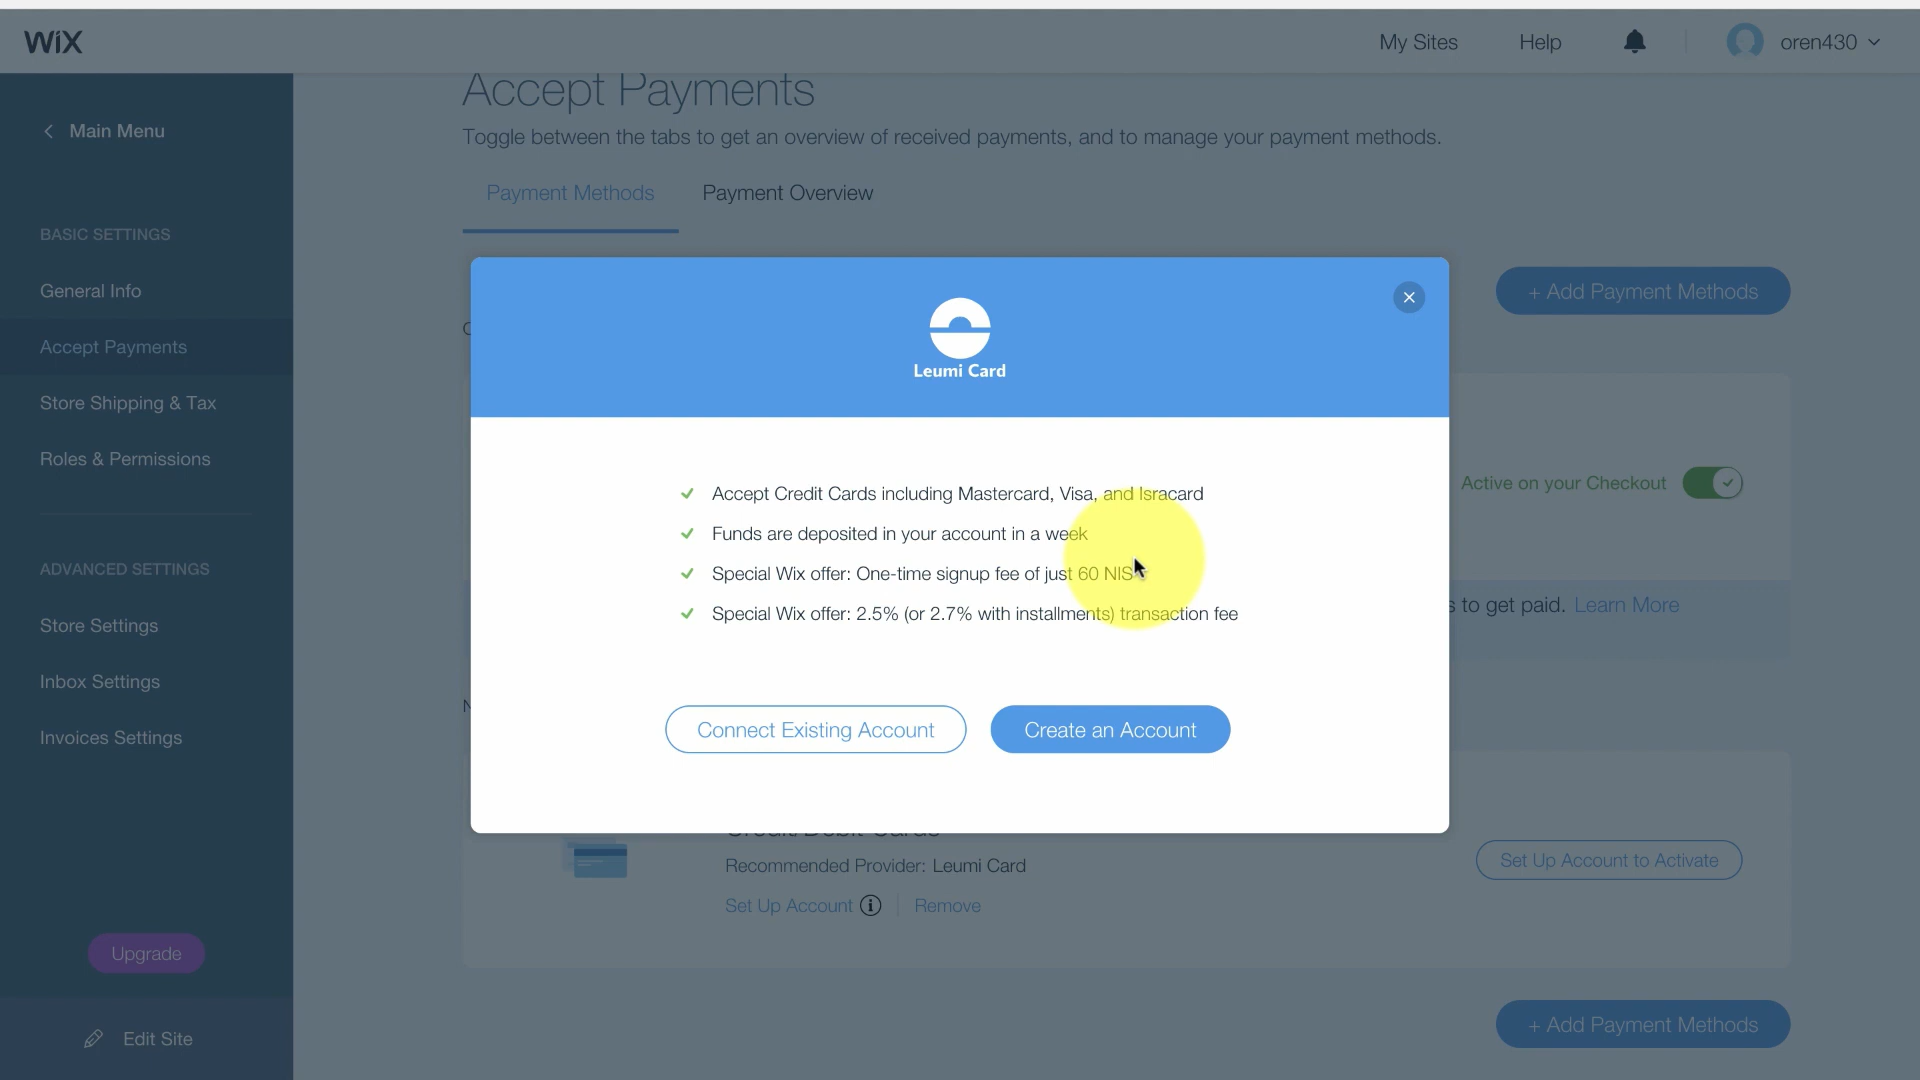 WIX
My Sites
Help
oren430
Main Menu
BASIC SETTINGS
General Info
Accept Payments
Store Shipping & Tax
Roles & Permissions
ADVANCED SETTINGS
Store Settings
Inbox Settings
Invoices Settings
Upgrade
Edit Site
Accept Payments
Toggle between the tabs to get an overview of received payments, and to manage your payment methods.
Payment Methods
Payment Overview
+ Add Payment Methods
Leumi Card
Accept Credit Cards including Mastercard, Visa, and Isracard
Funds are deposited in your account in a week
Special Wix offer: One-time signup fee of just 60 NIS
Special Wix offer: 2.5% (or 2.7% with installments) transaction fee
Connect Existing Account
Create an Account
Active on your Checkout
s to get paid. Learn More
Credit/Debit Cards
Recommended Provider: Leumi Card
Set Up Account
Remove
Set Up Account to Activate
+ Add Payment Methods